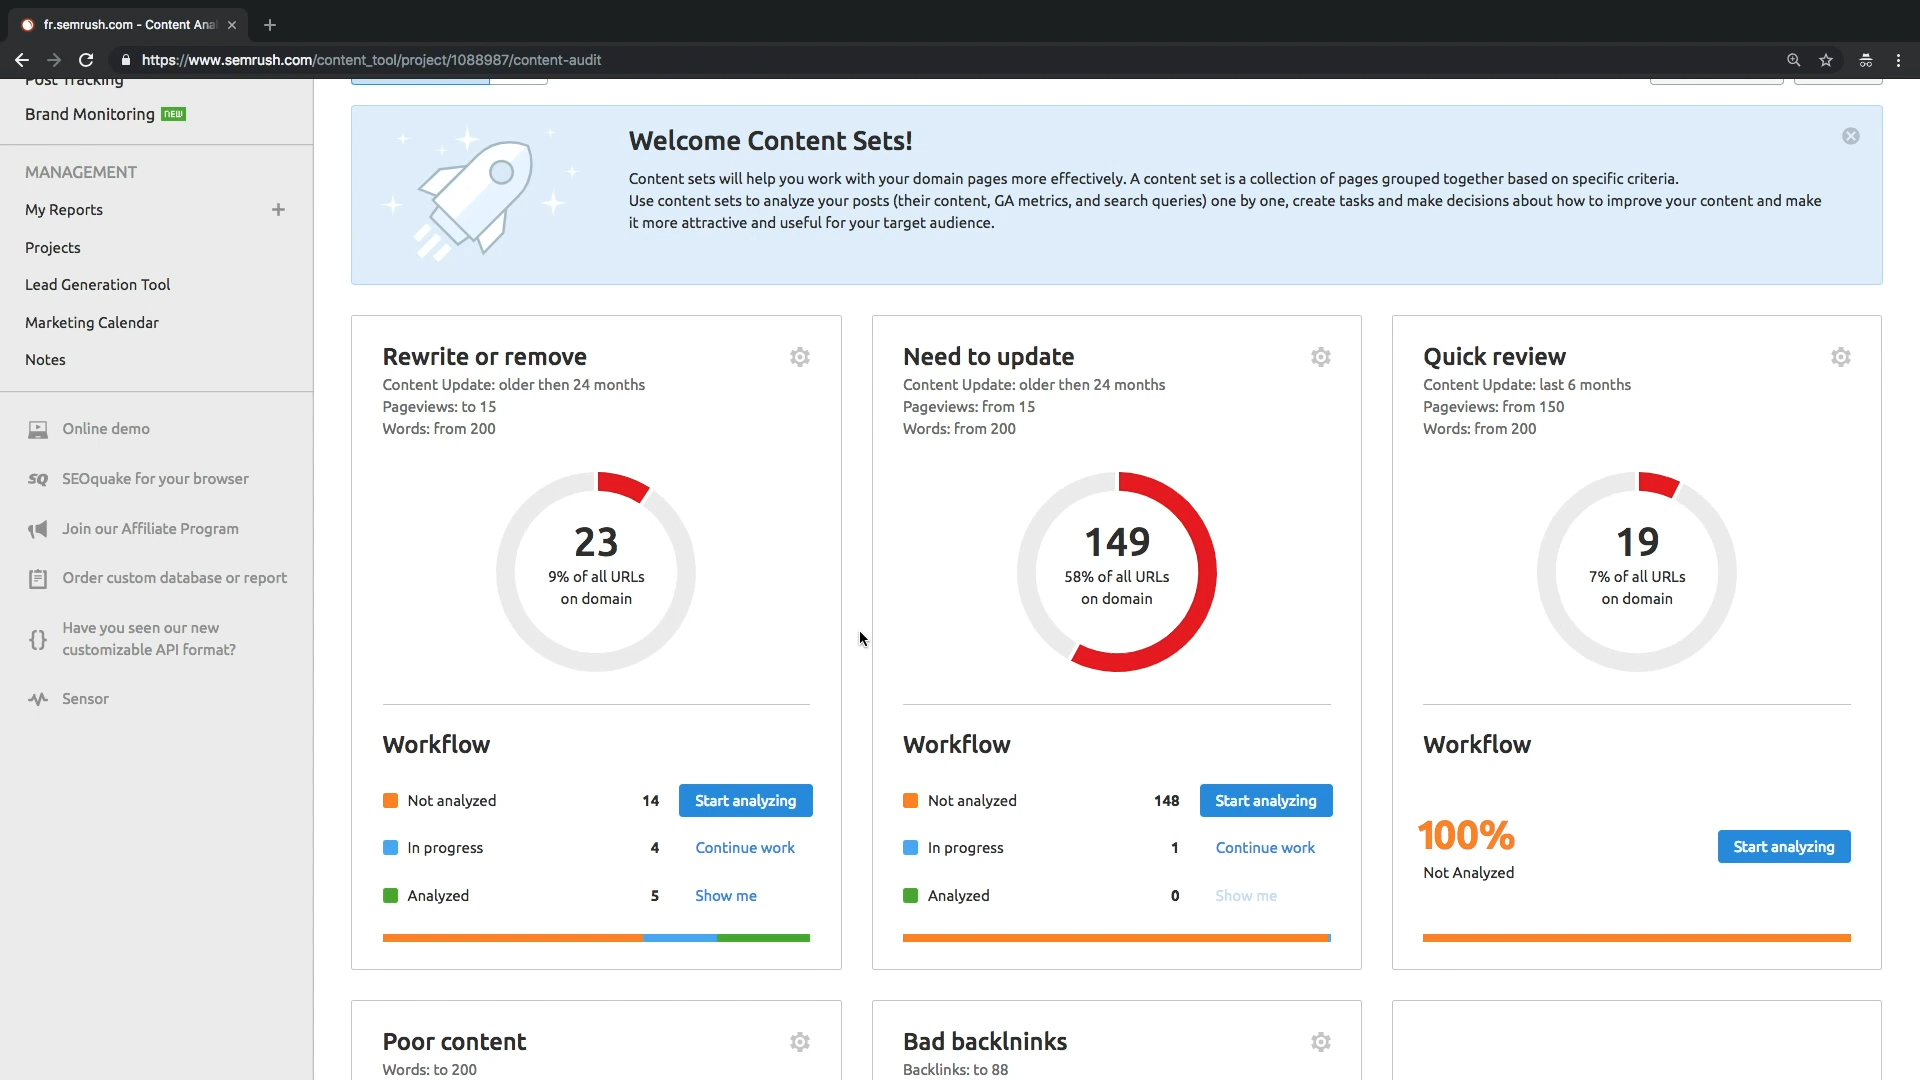 fr.semrush.com - Content Ana
https://www.semrush.com/content_tool/project/1088987/content-audit
Post Tracking
Brand Monitoring NEW
MANAGEMENT
My Reports
Projects
Lead Generation Tool
Marketing Calendar
Notes
Online demo
SQ SEOquake for your browser
Join our Affiliate Program
Order custom database or report
Have you seen our new
customizable API format?
Sensor
Welcome Content Sets!
Content sets will help you work with your domain pages more effectively. A content set is a collection of pages grouped together based on specific criteria.
Use content sets to analyze your posts (their content, GA metrics, and search queries) one by one, create tasks and make decisions about how to improve your content and make
it more attractive and useful for your target audience.
Rewrite or remove
Content Update: older then 24 months
Pageviews: to 15
Words: from 200
23
9% of all URLs
on domain
Workflow
Not analyzed 14 Start analyzing
In progress 4 Continue work
Analyzed 5 Show me
Need to update
Content Update: older then 24 months
Pageviews: from 15
Words: from 200
149
58% of all URLs
on domain
Workflow
Not analyzed 148 Start analyzing
In progress 1 Continue work
Analyzed 0 Show me
Quick review
Content Update: last 6 months
Pageviews: from 150
Words: from 200
19
7% of all URLs
on domain
Workflow
100%
Not Analyzed
Start analyzing
Poor content
Words: to 200
Bad backlninks
Backlinks: to 88